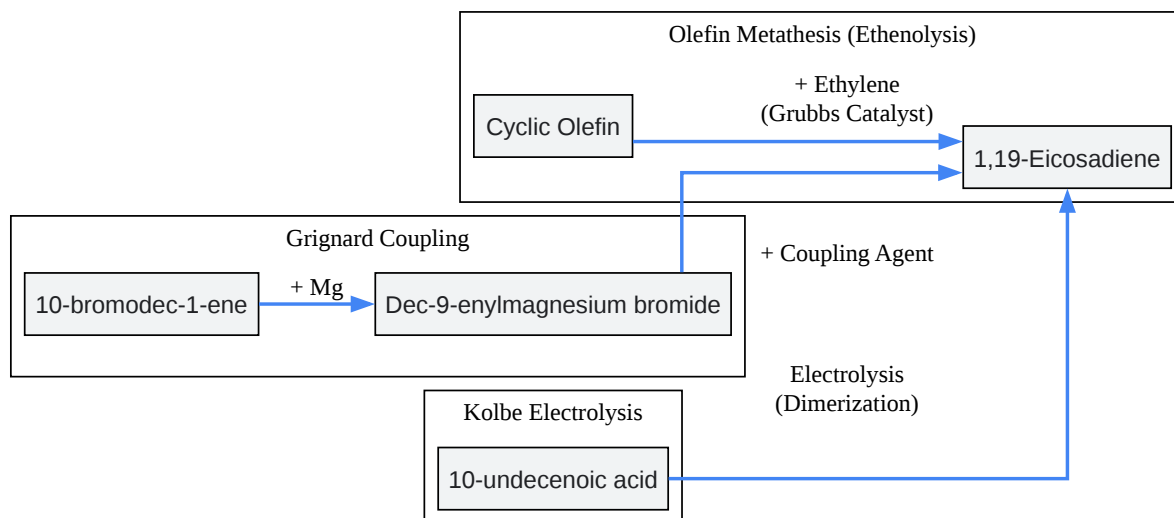 Olefin Metathesis (Ethenolysis)
+ Ethylene
(Grubbs Catalyst)
Cyclic Olefin
1,19-Eicosadiene
Grignard Coupling
+ Coupling Agent
10-bromodec-1-ene
+ Mg
Dec-9-enylmagnesium bromide
Electrolysis
(Dimerization)
Kolbe Electrolysis
10-undecenoic acid